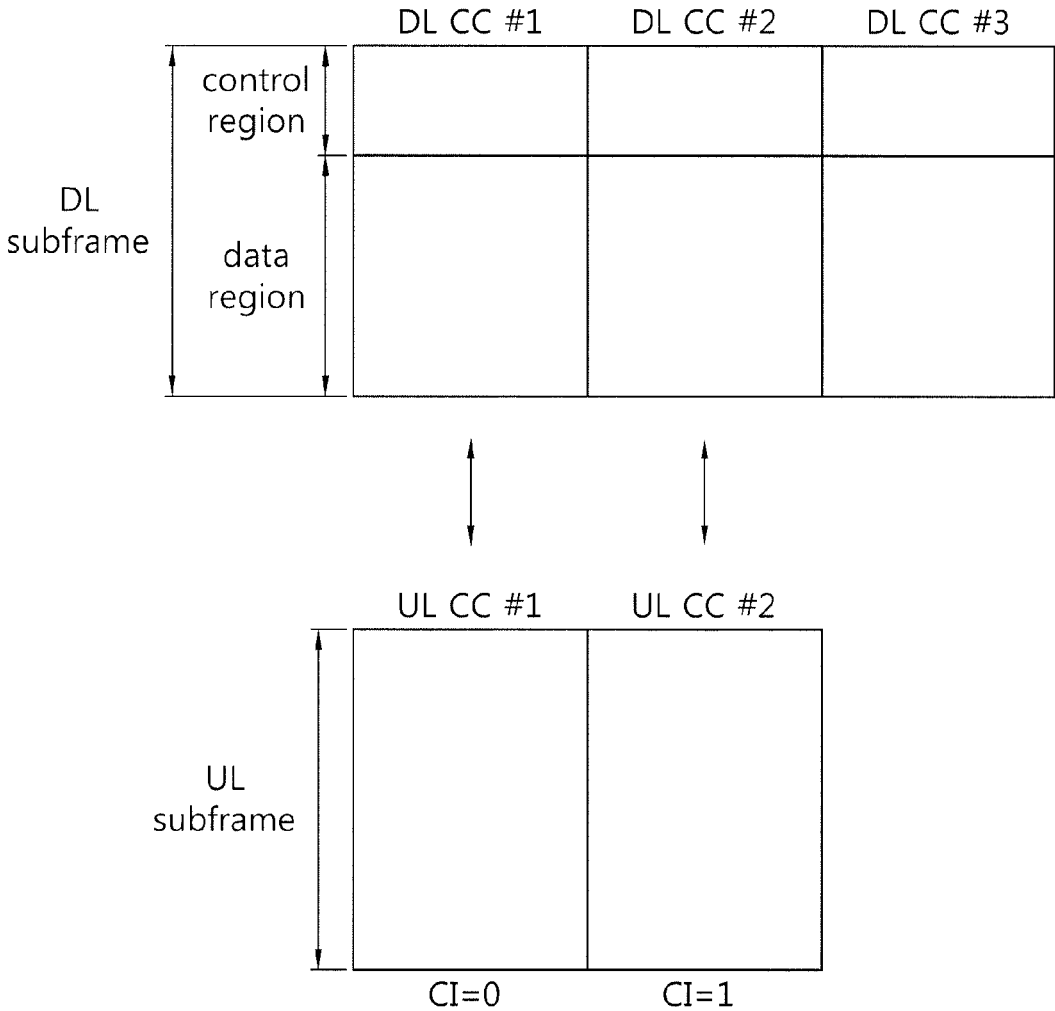 DL CC #1 DL CC #2 DL CC #3
control
region
DL
subframe
data
region
UL CC #1 UL CC #2
UL
subframe
CI=0 CI=1